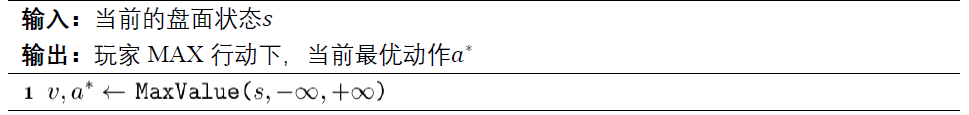 输入：当前的盘面状态s
输出：玩家 MAX 行动下，当前最优动作a*
1 v, a* ← MaxValue(s, −∞, +∞)